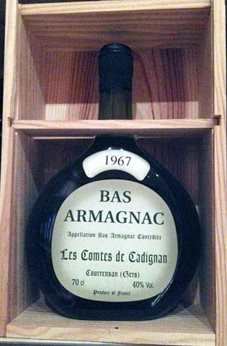 1967
BAS
ARMAGNAC
Appellation Bas Armagnac Contrôlée
Les Comtes de Cadignan
Courrensan (Gers)
70 cl 40% Vol.
Produce of France